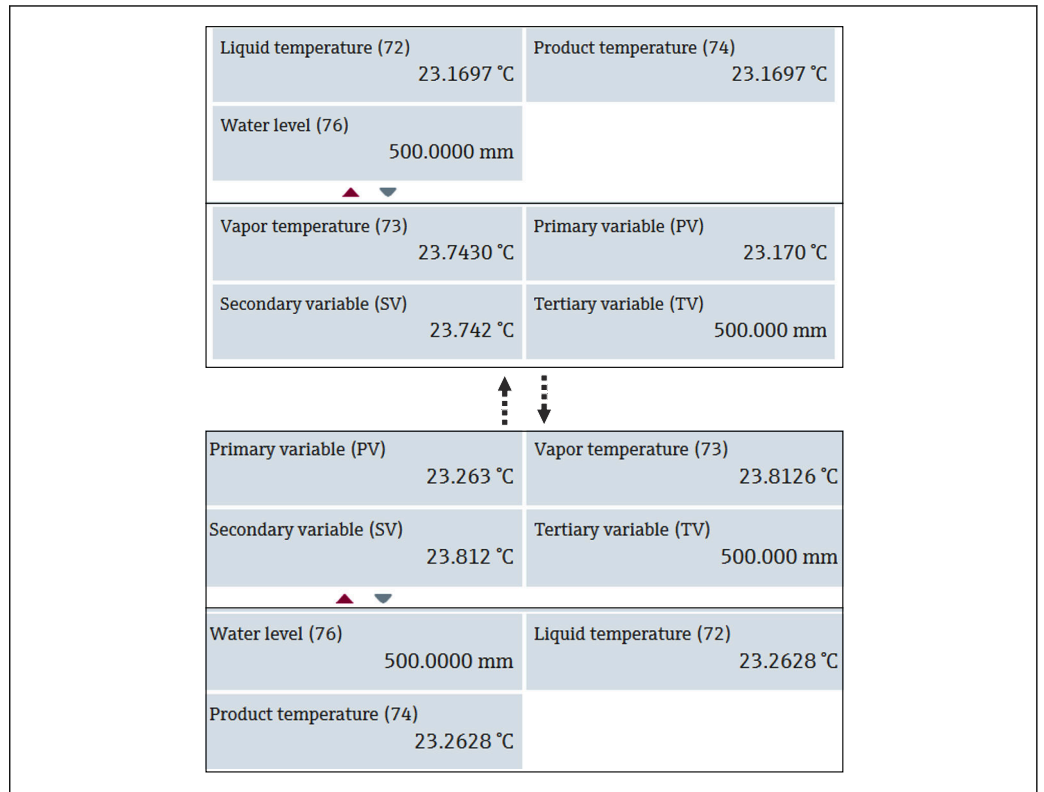 Liquid temperature (72)
23.1697 °C
Product temperature (74)
23.1697 °C
Water level (76)
500.0000 mm
Vapor temperature (73)
23.7430 °C
Primary variable (PV)
23.170 °C
Secondary variable (SV)
23.742 °C
Tertiary variable (TV)
500.000 mm
Primary variable (PV)
23.263 °C
Vapor temperature (73)
23.8126 °C
Secondary variable (SV)
23.812 °C
Tertiary variable (TV)
500.000 mm
Water level (76)
500.0000 mm
Liquid temperature (72)
23.2628 °C
Product temperature (74)
23.2628 °C